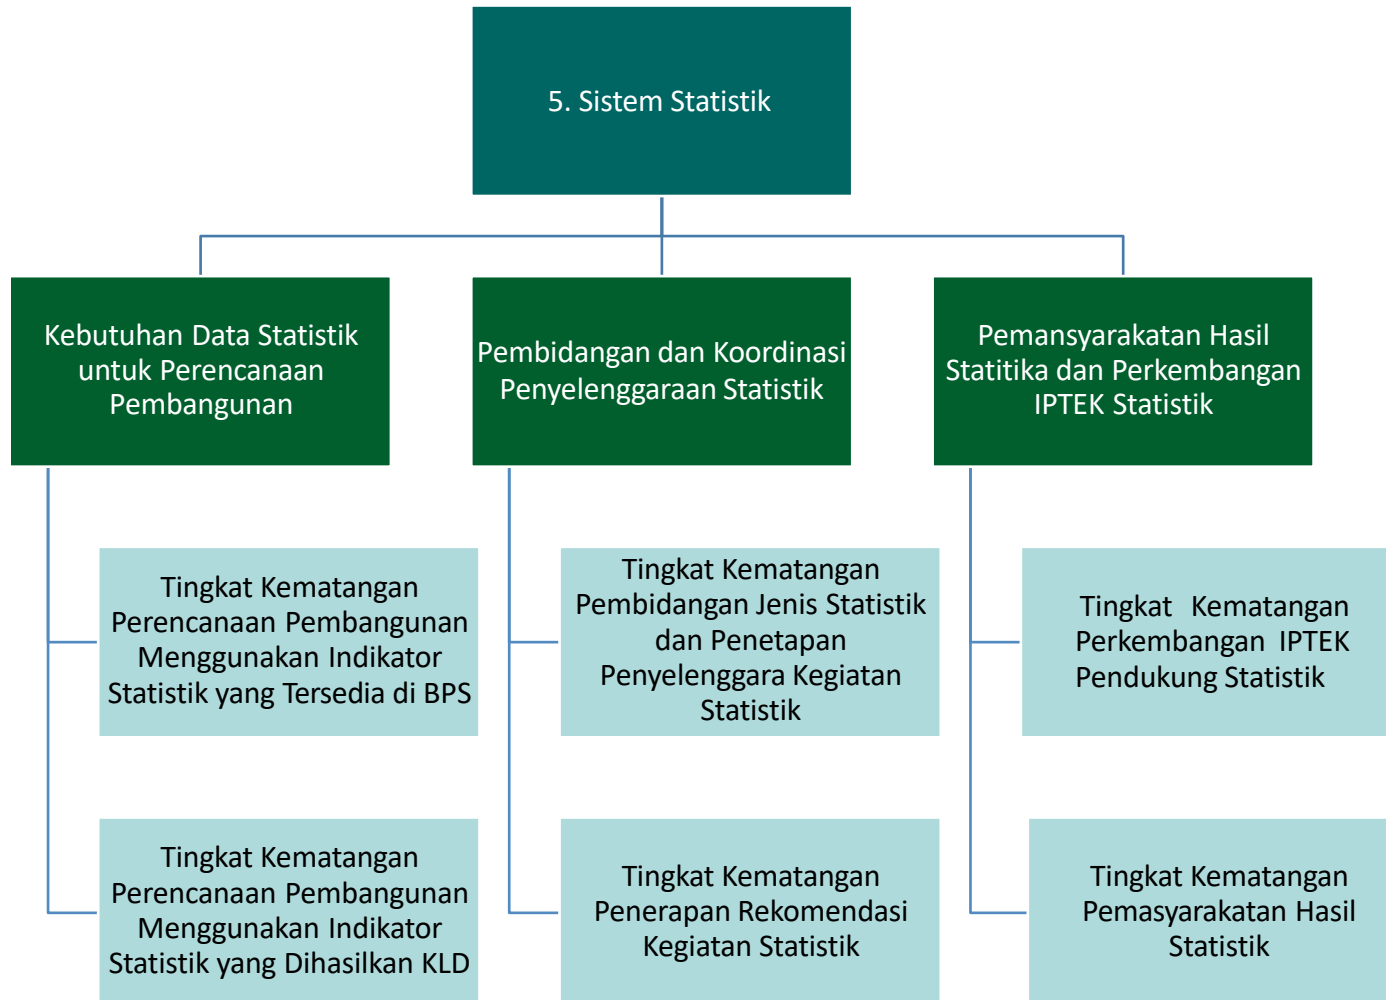 5. Sistem Statistik
Kebutuhan Data Statistik
untuk Perencanaan
Pembangunan
Pembidangan dan Koordinasi
Penyelenggaraan Statistik
Pemansyarakatan Hasil
Statitika dan Perkembangan
IPTEK Statistik
Tingkat Kematangan
Perencanaan Pembangunan
Menggunakan Indikator
Statistik yang Tersedia di BPS
Tingkat Kematangan
Pembidangan Jenis Statistik
dan Penetapan
Penyelenggara Kegiatan
Statistik
Tingkat Kematangan
Perkembangan IPTEK
Pendukung Statistik
Tingkat Kematangan
Perencanaan Pembangunan
Menggunakan Indikator
Statistik yang Dihasilkan KLD
Tingkat Kematangan
Penerapan Rekomendasi
Kegiatan Statistik
Tingkat Kematangan
Pemasyarakatan Hasil
Statistik